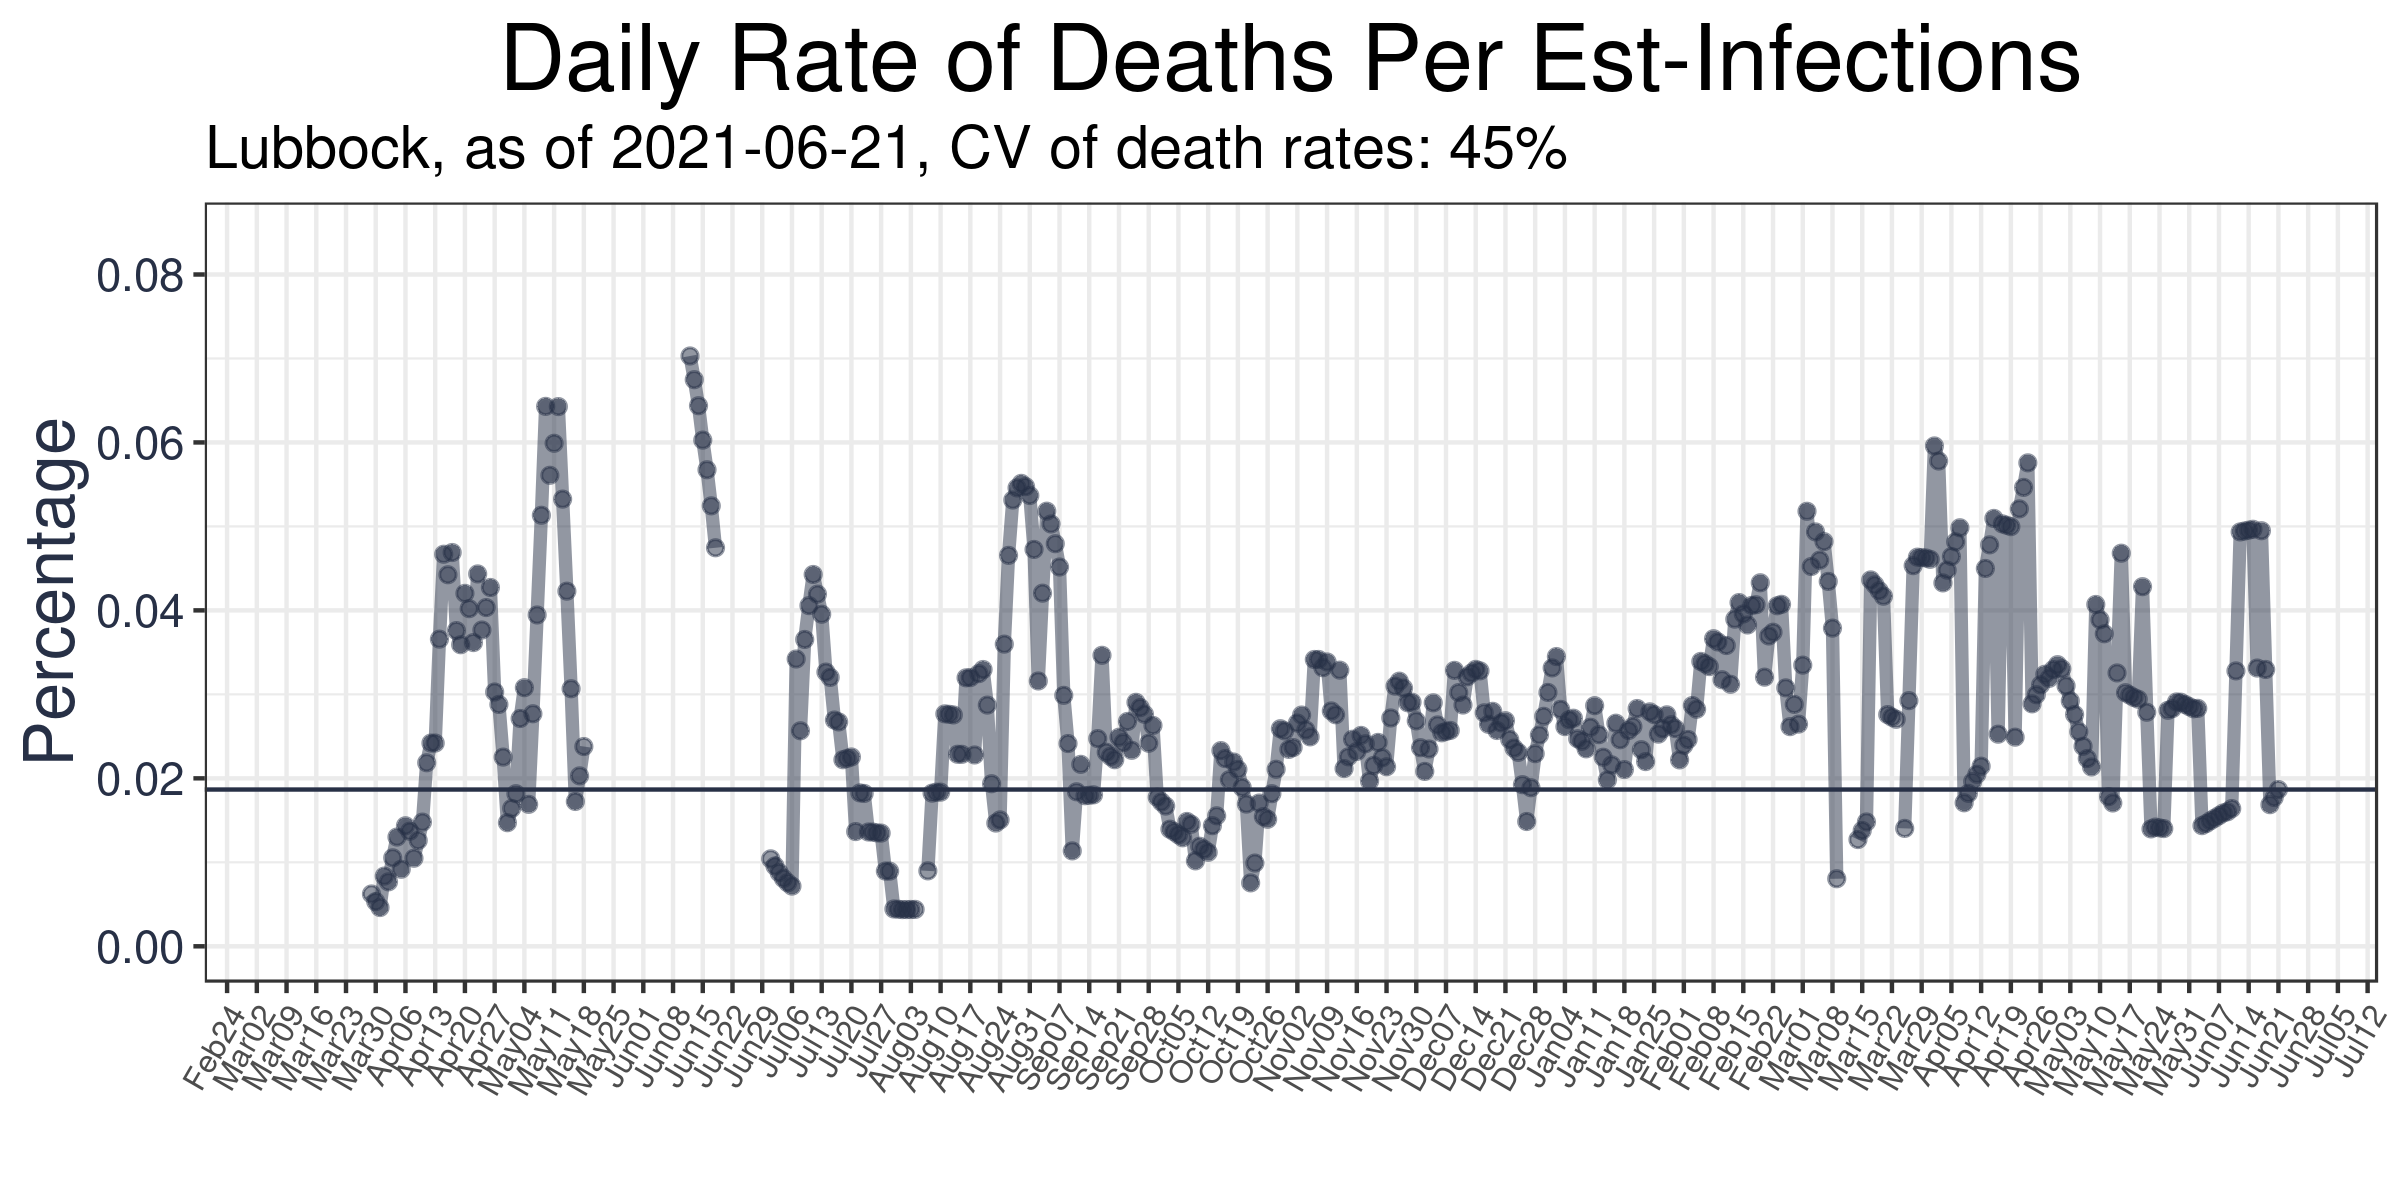 Daily Rate of Deaths Per Est-Infections
Lubbock, as of 2021-06-21, CV of death rates: 45%
Percentage
0.08
0.06
0.04
0.02
0.00
Feb24 Mar02 Mar09 Mar16 Mar23 Mar30 Apr06 Apr13 Apr20 Apr27 May04 May11 May18 May25 Jun01 Jun08 Jun15 Jun22 Jun29 Jul06 Jul13 Jul20 Jul27 Aug03 Aug10 Aug17 Aug24 Aug31 Sep07 Sep14 Sep21 Sep28 Oct05 Oct12 Oct19 Oct26 Nov02 Nov09 Nov16 Nov23 Nov30 Dec07 Dec14 Dec21 Dec28 Jan04 Jan11 Jan18 Jan25 Feb01 Feb08 Feb15 Feb22 Mar01 Mar08 Mar15 Mar22 Mar29 Apr05 Apr12 Apr19 Apr26 May03 May10 May17 May24 May31 Jun07 Jun14 Jun21 Jun28 Jul05 Jul12